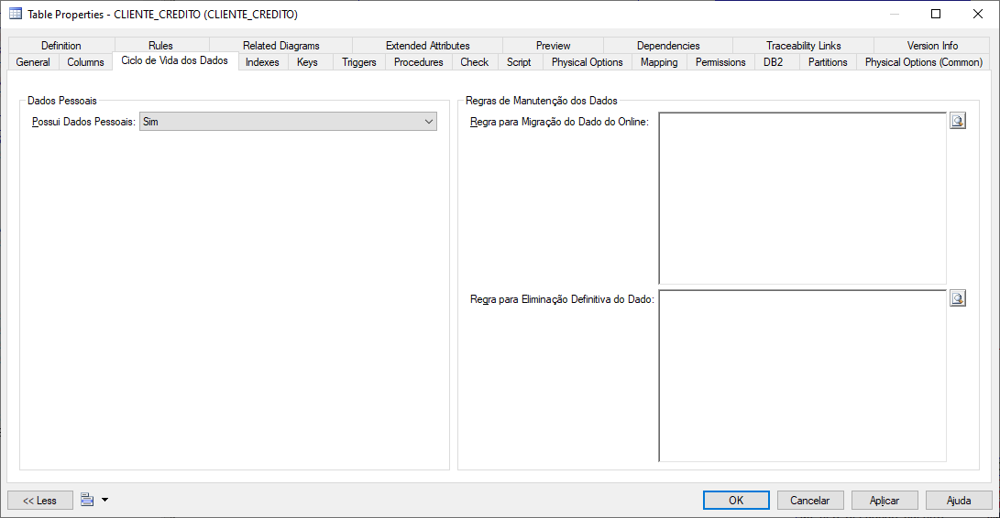 Table Properties - CLIENTE_CREDITO (CLIENTE_CREDITO)
Definition Rules Related Diagrams Extended Attributes Preview Dependencies Traceability Links Version Info
General Columns Ciclo de Vida dos Dados Indexes Keys Triggers Procedures Check Script Physical Options Mapping Permissions DB2 Partitions Physical Options (Common)
Dados Pessoais
Possui Dados Pessoais: Sim
Regras de Manutenção dos Dados
Regra para Migração do Dado do Online:
Regra para Eliminação Definitiva do Dado:
<< Less OK Cancelar Aplicar Ajuda